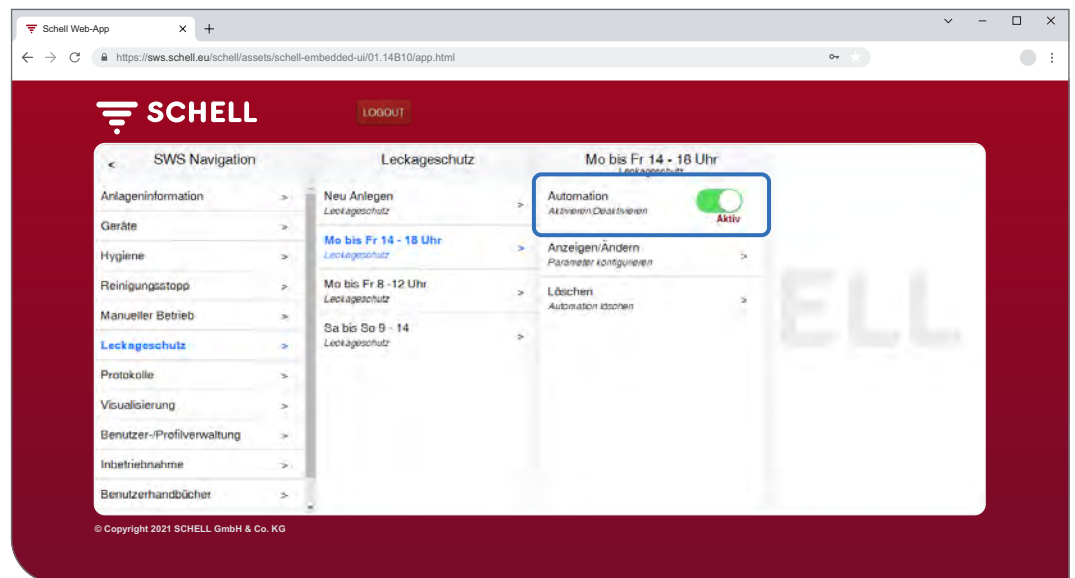 Schell Web-App
https://sws.schell.eu/schell/assets/schell-embedded-ui/01.14B10/app.html
SCHELL
LOGOUT
< SWS Navigation
Anlageninformation >
Geräte >
Hygiene >
Reinigungsstopp >
Manueller Betrieb >
Leckageschutz >
Protokolle >
Visualisierung >
Benutzer-/Profilverwaltung >
Inbetriebnahme >
Benutzerhandbücher >
Leckageschutz
Neu Anlegen >
Leckageschutz
Mo bis Fr 14 - 18 Uhr >
Leckageschutz
Mo bis Fr 8 -12 Uhr >
Leckageschutz
Sa bis So 9 - 14 >
Leckageschutz
Mo bis Fr 14 - 18 Uhr
Leckageschutz
Automation
Aktivieren/Deaktivieren
Aktiv
Anzeigen/Ändern >
Parameter konfigurieren
Löschen >
Automation löschen
ELL
© Copyright 2021 SCHELL GmbH & Co. KG